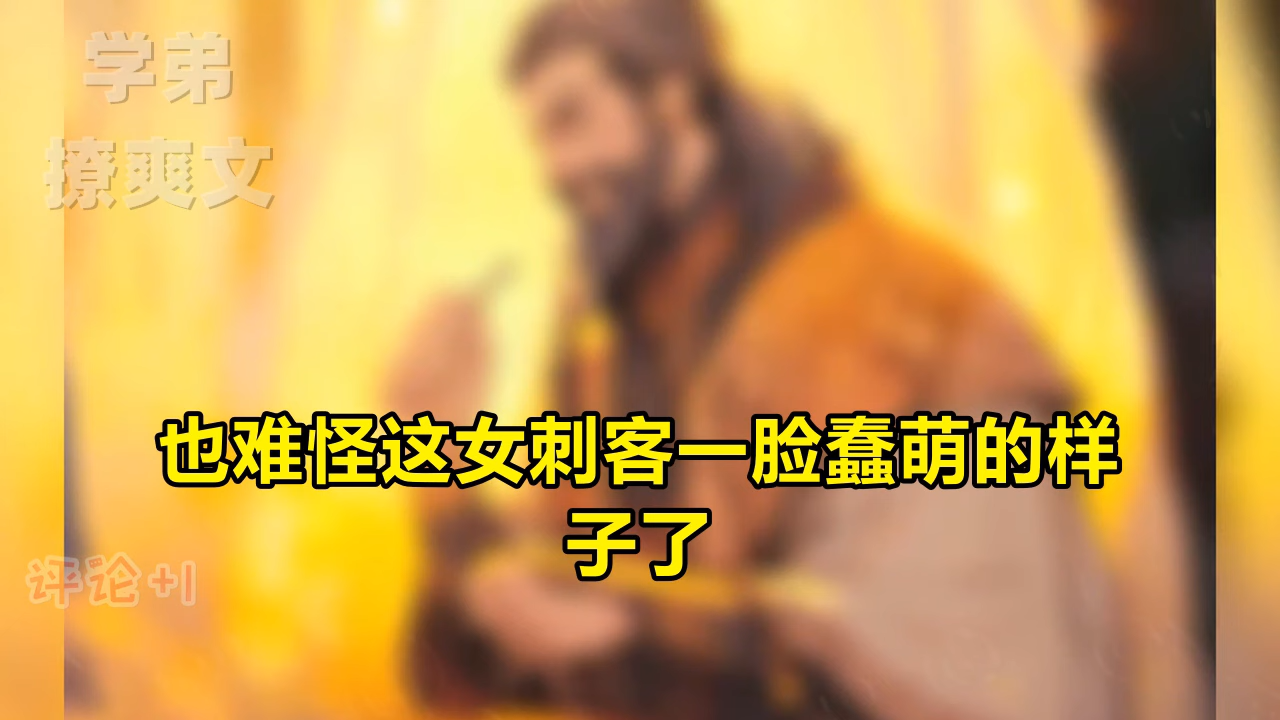 学弟
撩爽文
也难怪这女刺客一脸蠢萌的样
子了
评论+1